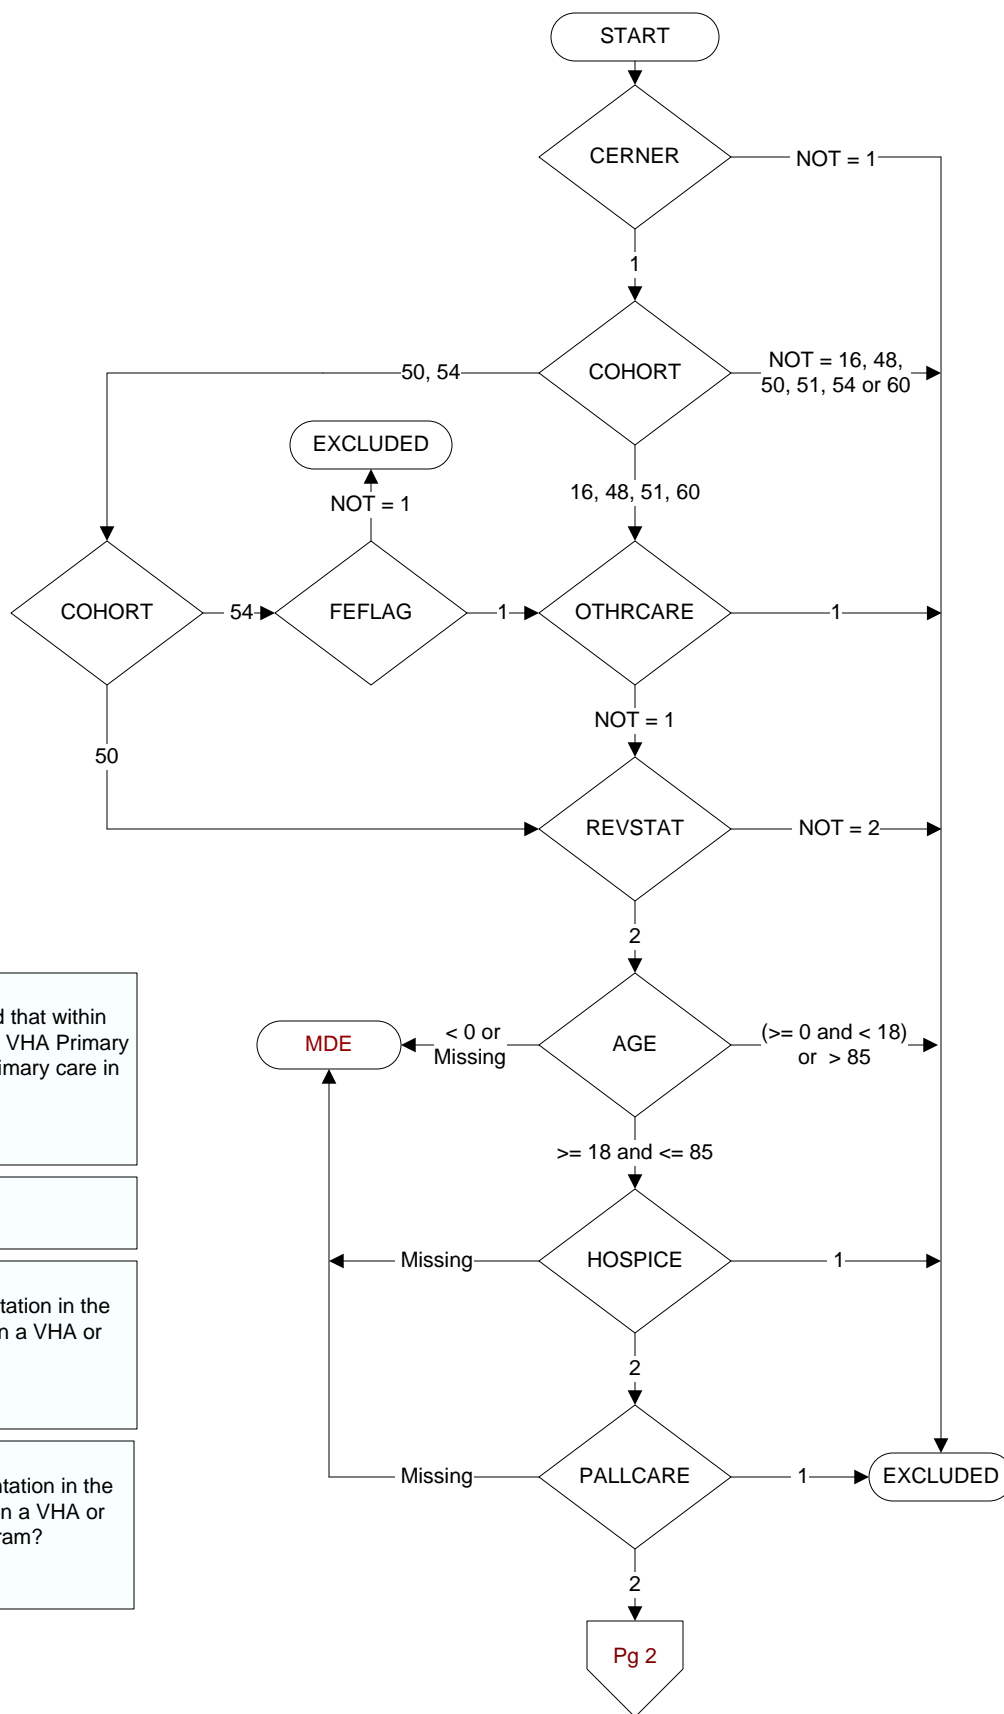 START
CERNER
NOT = 1
1
COHORT
50, 54
NOT = 16, 48,
50, 51, 54 or 60
EXCLUDED
NOT = 1
16, 48, 51, 60
COHORT
54
FEFLAG
1
OTHRCARE
1
NOT = 1
50
REVSTAT
NOT = 2
2
d that within
VHA Primary
imary care in
MDE
< 0 or
Missing
AGE
(>= 0 and < 18)
or > 85
>= 18 and <= 85
Missing
HOSPICE
1
tation in the
n a VHA or
2
Missing
PALLCARE
1
EXCLUDED
ntation in the
n a VHA or
ram?
2
Pg 2